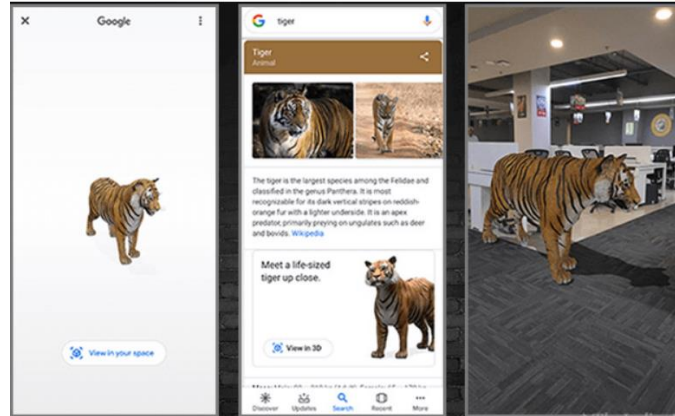 Google
View in your space
tiger
Tiger
Animal
The tiger is the largest species among the Felidae and
classified in the genus Panthera. It is most
recognizable for its dark vertical stripes on reddish-
orange fur with a lighter underside. It is an apex
predator, primarily preying on ungulates such as deer
and bovids. Wikipedia
Meet a life-sized
tiger up close.
View in 3D
Discover Updates Search Recent More